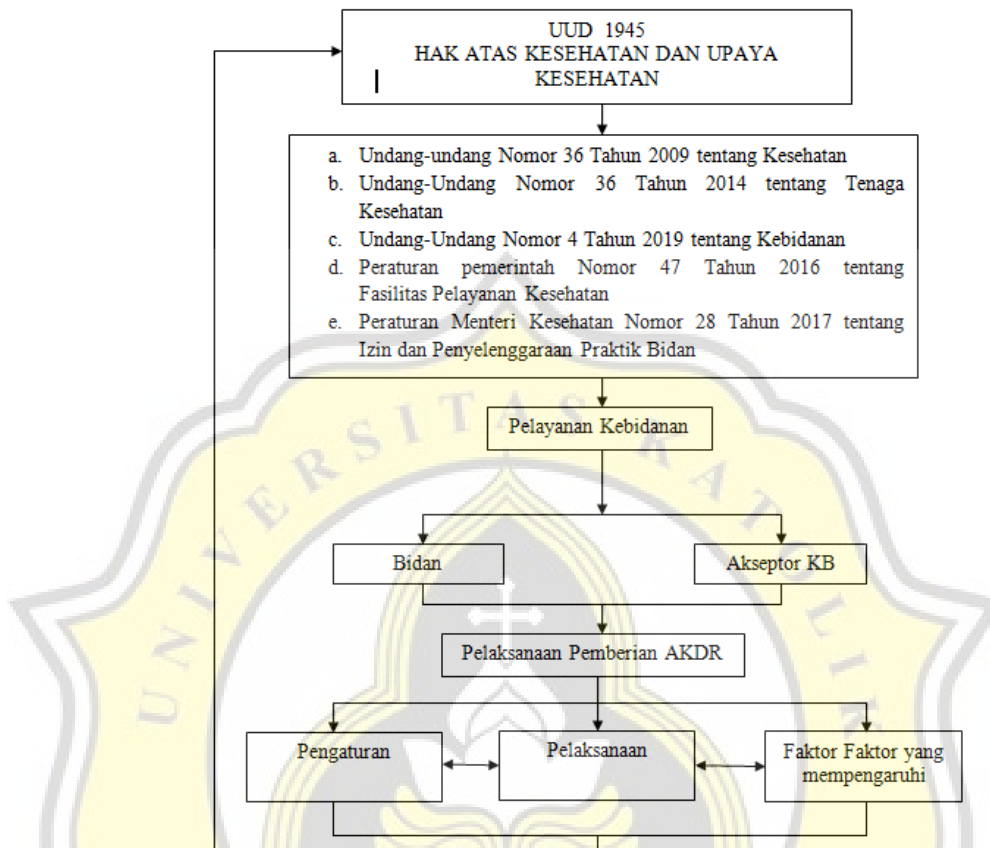 UUD 1945
HAK ATAS KESEHATAN DAN UPAYA
KESEHATAN
a. Undang-undang Nomor 36 Tahun 2009 tentang Kesehatan
b. Undang-Undang Nomor 36 Tahun 2014 tentang Tenaga
Kesehatan
c. Undang-Undang Nomor 4 Tahun 2019 tentang Kebidanan
d. Peraturan pemerintah Nomor 47 Tahun 2016 tentang
Fasilitas Pelayanan Kesehatan
e. Peraturan Menteri Kesehatan Nomor 28 Tahun 2017 tentang
Izin dan Penyelenggaraan Praktik Bidan
UNIVERSITAS KATOLIK
Pelayanan Kebidanan
Bidan
Akseptor KB
Pelaksanaan Pemberian AKDR
Pengaturan
Pelaksanaan
Faktor Faktor yang
mempengaruhi